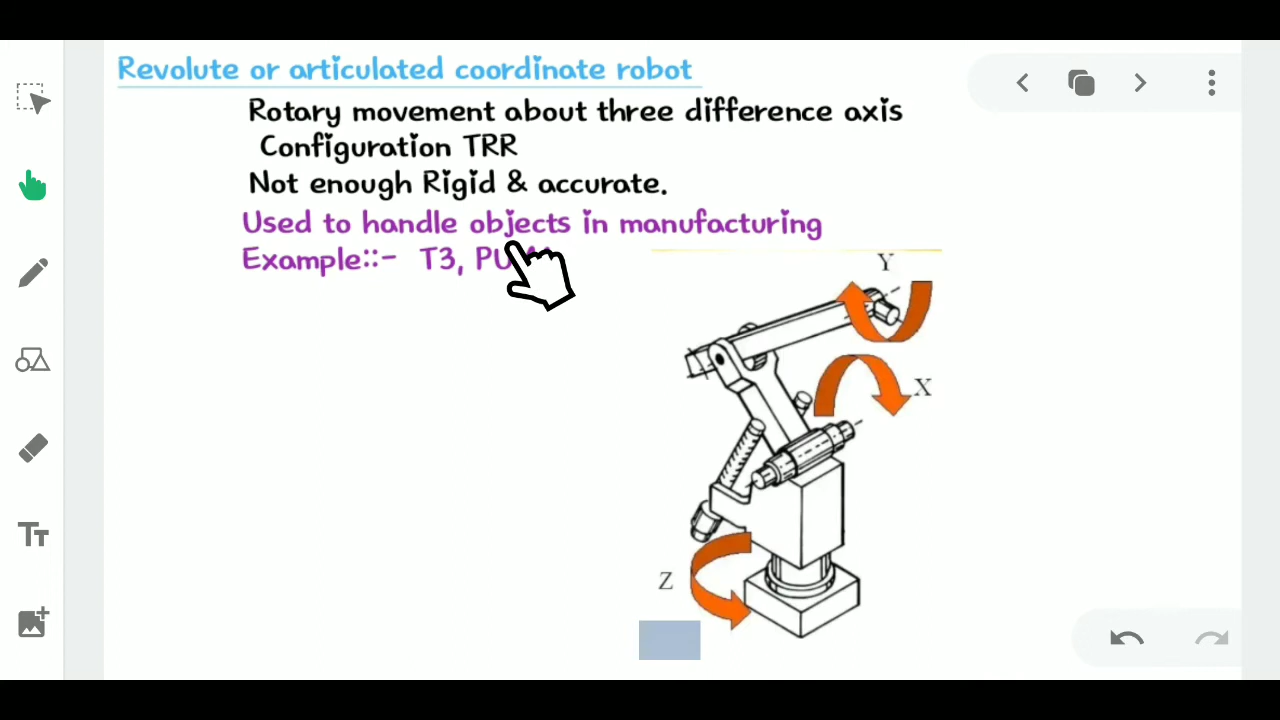 Revolute or articulated coordinate robot
Rotary movement about three difference axis
Configuration TRR
Not enough Rigid & accurate.
Used to handle objects in manufacturing
Example::- T3,
Y
X
Z
TT